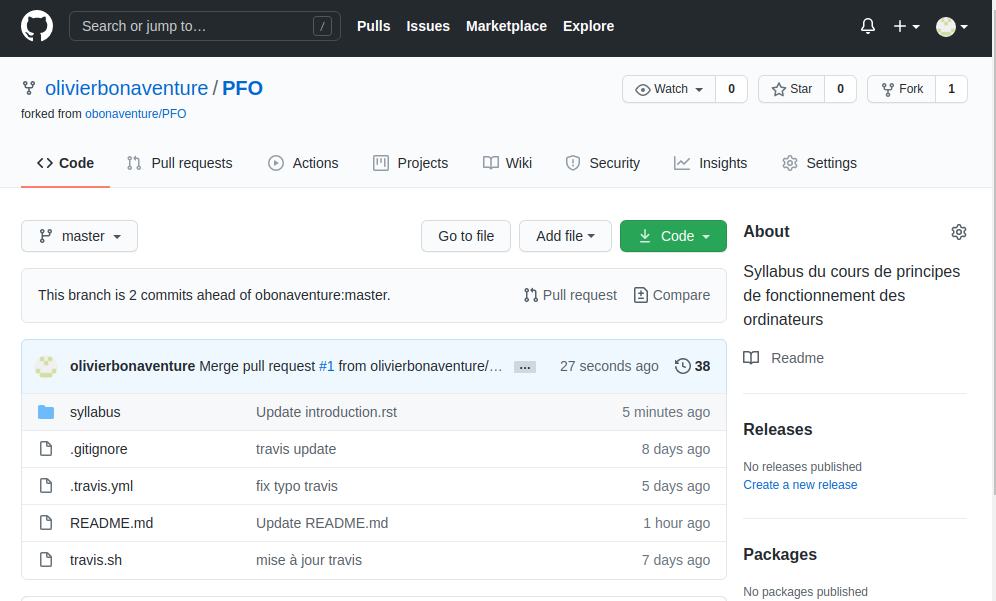 Search or jump to… / Pulls Issues Marketplace Explore
olivierbonaventure / PFO Watch 0 Star 0 Fork 1
forked from obonaventure/PFO
Code Pull requests Actions Projects Wiki Security Insights Settings
master Go to file Add file Code
This branch is 2 commits ahead of obonaventure:master. Pull request Compare
olivierbonaventure Merge pull request #1 from olivierbonaventure/… ... 27 seconds ago 38
syllabus Update introduction.rst 5 minutes ago
.gitignore travis update 8 days ago
.travis.yml fix typo travis 5 days ago
README.md Update README.md 1 hour ago
travis.sh mise à jour travis 7 days ago
About
Syllabus du cours de principes
de fonctionnement des
ordinateurs
Readme
Releases
No releases published
Create a new release
Packages
No packages published